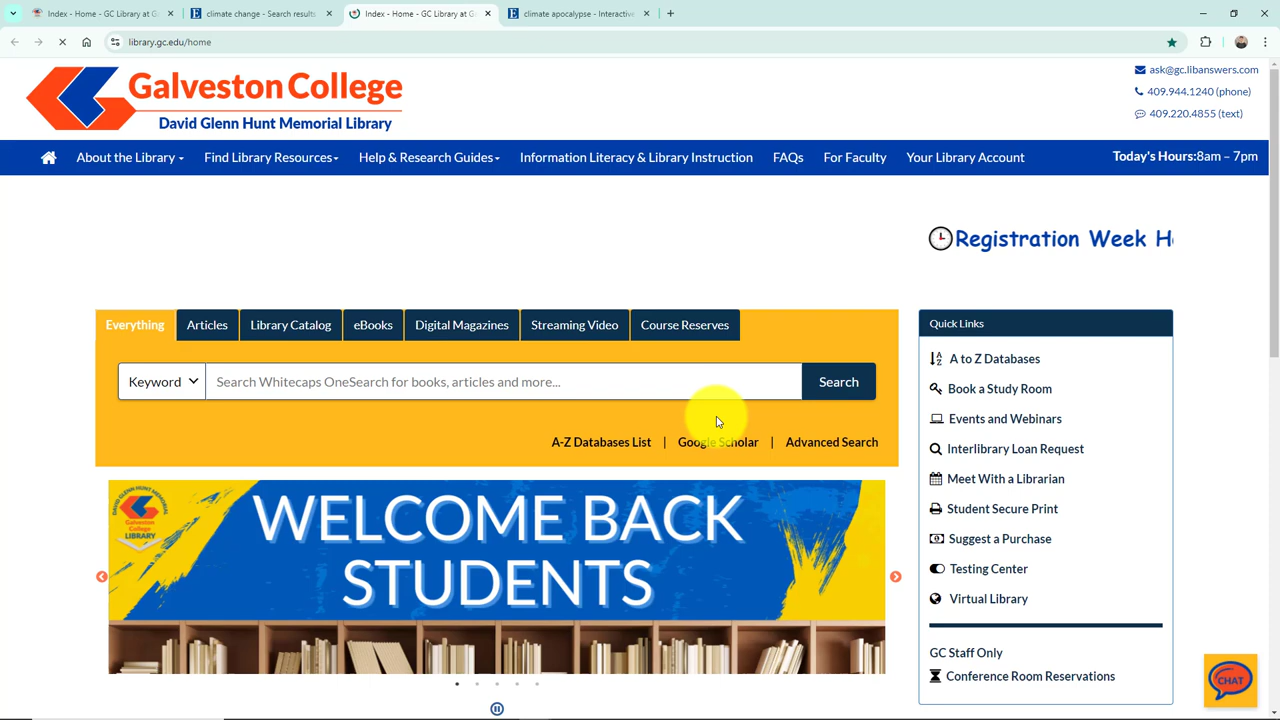 Index - Home - GC Library at G
climate change - Search results
Index - Home - GC Library at G
climate apocalypse - Interactive
library.gc.edu/home
Galveston College
David Glenn Hunt Memorial Library
ask@gc.libanswers.com
409.944.1240 (phone)
409.220.4855 (text)
About the Library
Find Library Resources
Help & Research Guides
Information Literacy & Library Instruction
FAQs
For Faculty
Your Library Account
Today's Hours:8am – 7pm
Registration Week H
Everything
Articles
Library Catalog
eBooks
Digital Magazines
Streaming Video
Course Reserves
Keyword
Search Whitecaps OneSearch for books, articles and more...
Search
A-Z Databases List | Google Scholar | Advanced Search
WELCOME BACK
STUDENTS
Quick Links
A to Z Databases
Book a Study Room
Events and Webinars
Interlibrary Loan Request
Meet With a Librarian
Student Secure Print
Suggest a Purchase
Testing Center
Virtual Library
GC Staff Only
Conference Room Reservations
CHAT